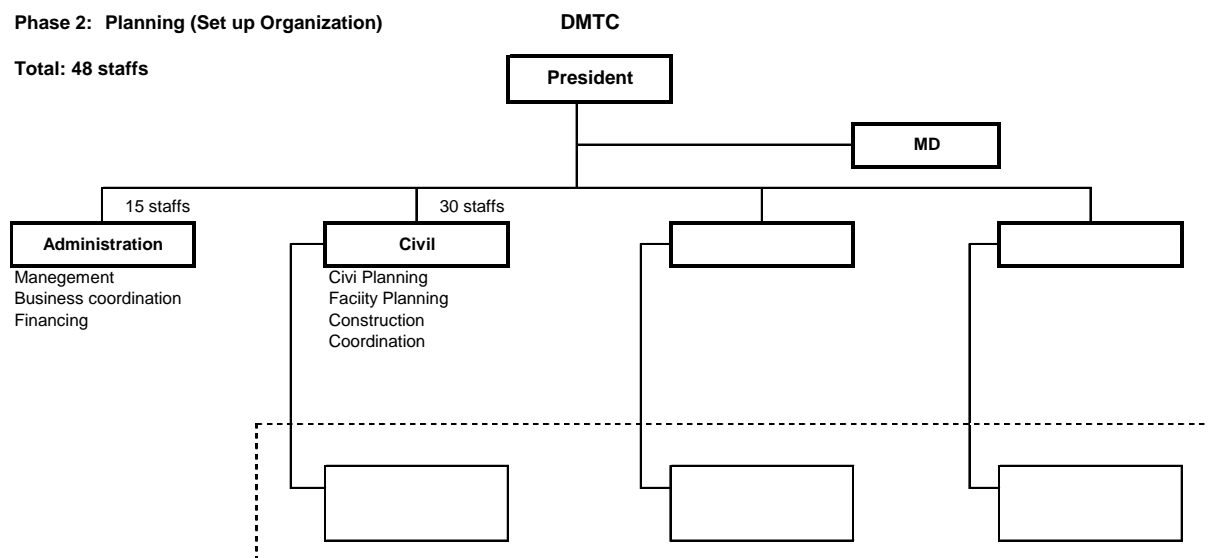 Phase 2: Planning (Set up Organization)
DMTC
Total: 48 staffs
President
MD
15 staffs
30 staffs
Administration
Civil
Manegement
Business coordination
Financing
Civi Planning
Faciity Planning
Construction
Coordination